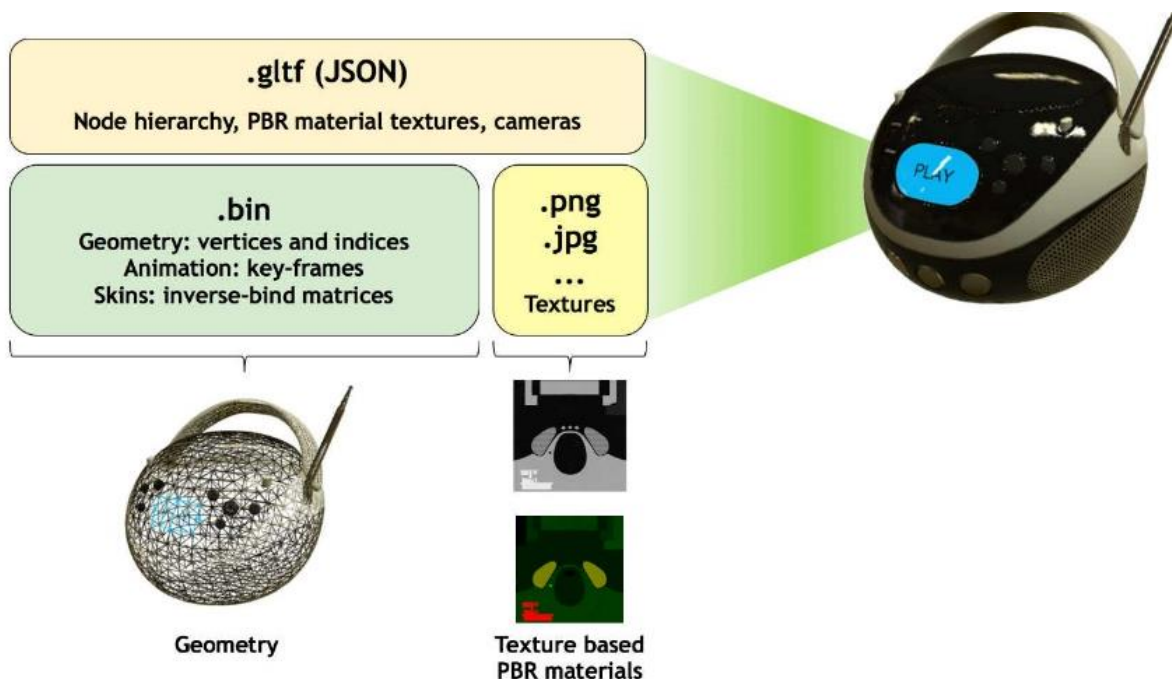 .gltf (JSON)
Node hierarchy, PBR material textures, cameras
.bin
Geometry: vertices and indices
Animation: key-frames
Skins: inverse-bind matrices
.png
.jpg
...
Textures
PLAY
Geometry
Texture based
PBR materials